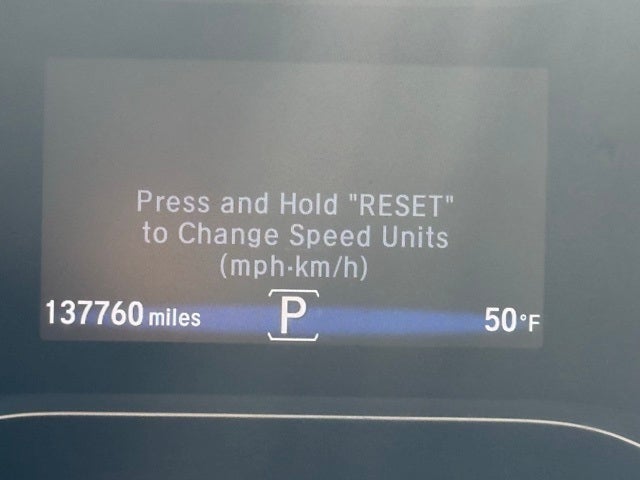 Press and Hold "RESET"
to Change Speed Units
(mph·km/h)
137760 miles P 50°F